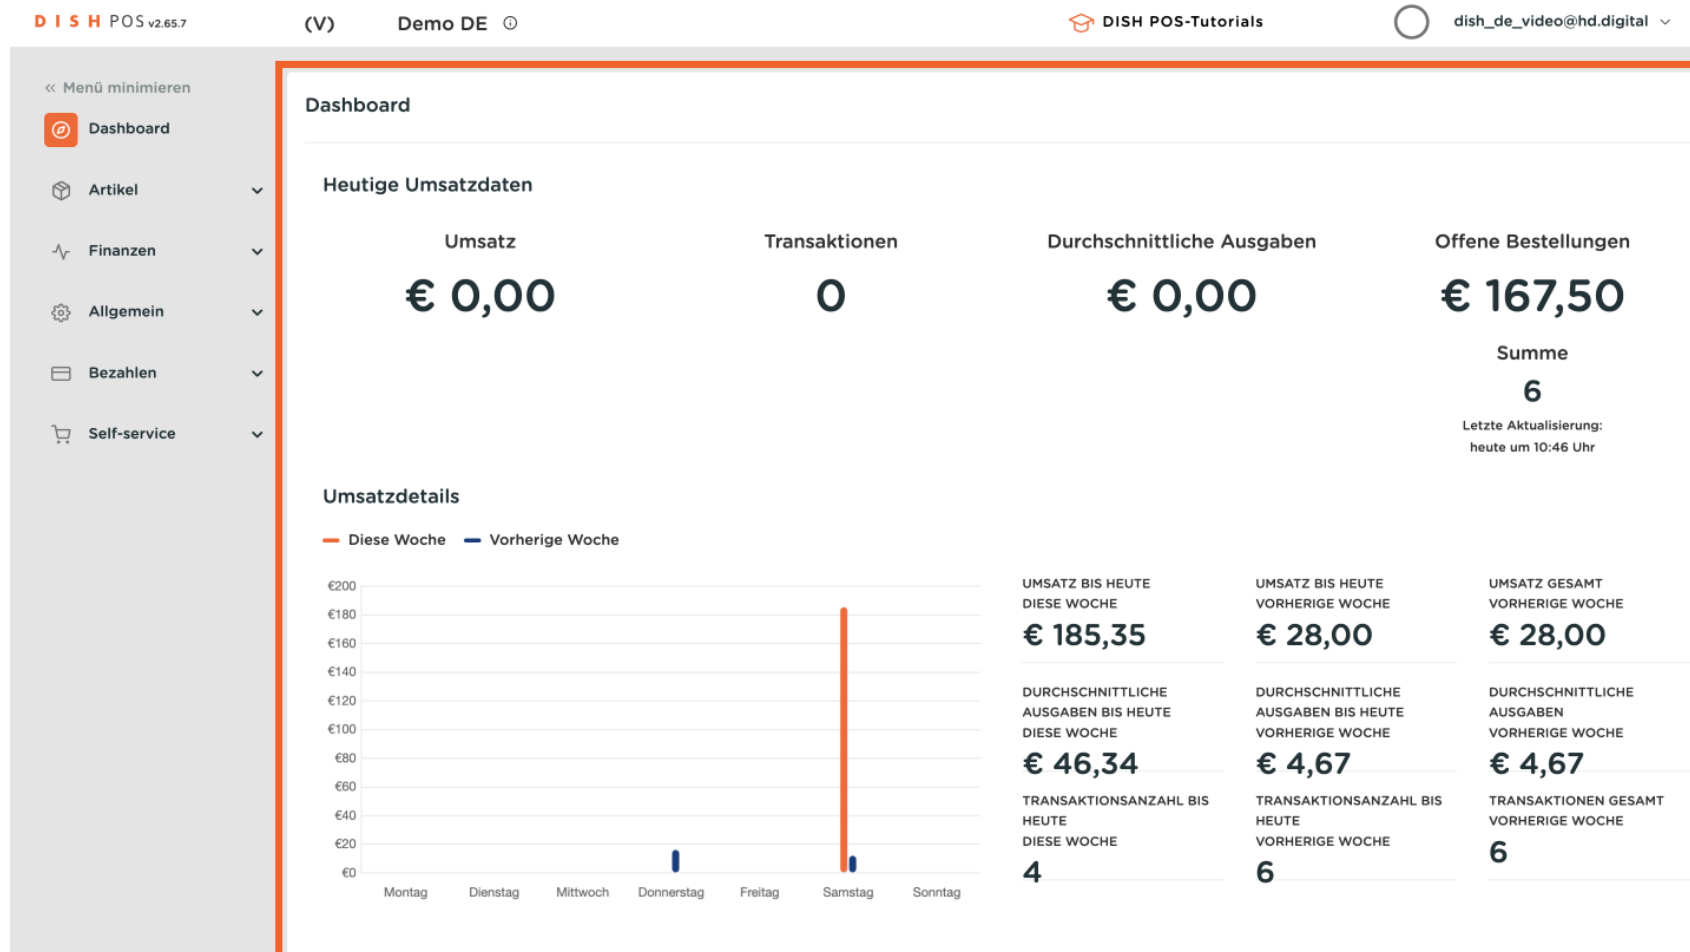 DISH POS v2.65.7
(V)
Demo DE
DISH POS-Tutorials
dish_de_video@hd.digital
Menü minimieren
Dashboard
Artikel
Finanzen
Allgemein
Bezahlen
Self-service
Dashboard
Heutige Umsatzdaten
Umsatz
€ 0,00
Transaktionen
0
Durchschnittliche Ausgaben
€ 0,00
Offene Bestellungen
€ 167,50
Summe
6
Letzte Aktualisierung:
heute um 10:46 Uhr
Umsatzdetails
Diese Woche
Vorherige Woche
€200
€180
€160
€140
€120
€100
€80
€60
€40
€20
€0
Montag
Dienstag
Mittwoch
Donnerstag
Freitag
Samstag
Sonntag
UMSATZ BIS HEUTE
DIESE WOCHE
€ 185,35
UMSATZ BIS HEUTE
VORHERIGE WOCHE
€ 28,00
UMSATZ GESAMT
VORHERIGE WOCHE
€ 28,00
DURCHSCHNITTLICHE
AUSGABEN BIS HEUTE
DIESE WOCHE
€ 46,34
DURCHSCHNITTLICHE
AUSGABEN BIS HEUTE
VORHERIGE WOCHE
€ 4,67
DURCHSCHNITTLICHE
AUSGABEN
VORHERIGE WOCHE
€ 4,67
TRANSAKTIONSANZAHL BIS
HEUTE
DIESE WOCHE
4
TRANSAKTIONSANZAHL BIS
HEUTE
VORHERIGE WOCHE
6
TRANSAKTIONEN GESAMT
VORHERIGE WOCHE
6